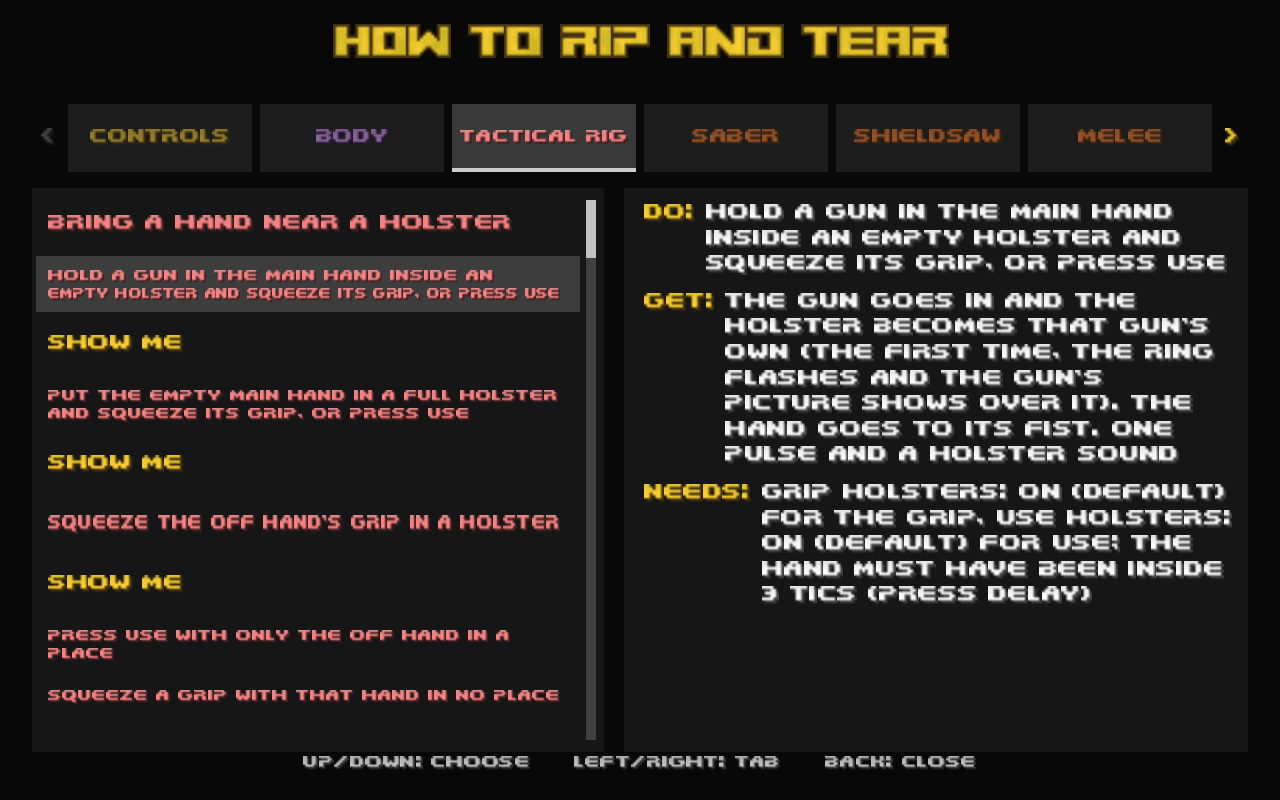 HOW TO RIP AND TEAR
< CONTROLS BODY TACTICAL RIG SABER SHIELDSAW MELEE >
BRING A HAND NEAR A HOLSTER
HOLD A GUN IN THE MAIN HAND INSIDE AN
EMPTY HOLSTER AND SQUEEZE ITS GRIP, OR PRESS USE
SHOW ME
PUT THE EMPTY MAIN HAND IN A FULL HOLSTER
AND SQUEEZE ITS GRIP, OR PRESS USE
SHOW ME
SQUEEZE THE OFF HAND'S GRIP IN A HOLSTER
SHOW ME
PRESS USE WITH ONLY THE OFF HAND IN A
PLACE
SQUEEZE A GRIP WITH THAT HAND IN NO PLACE
DO: HOLD A GUN IN THE MAIN HAND
INSIDE AN EMPTY HOLSTER AND
SQUEEZE ITS GRIP, OR PRESS USE
GET: THE GUN GOES IN AND THE
HOLSTER BECOMES THAT GUN'S
OWN (THE FIRST TIME, THE RING
FLASHES AND THE GUN'S
PICTURE SHOWS OVER IT). THE
HAND GOES TO ITS FIST. ONE
PULSE AND A HOLSTER SOUND
NEEDS: GRIP HOLSTERS: ON (DEFAULT)
FOR THE GRIP, USE HOLSTERS:
ON (DEFAULT) FOR USE; THE
HAND MUST HAVE BEEN INSIDE
3 TICS (PRESS DELAY)
UP/DOWN: CHOOSE LEFT/RIGHT: TAB BACK: CLOSE